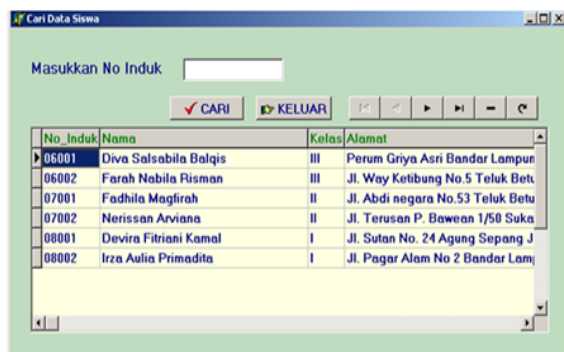 Cari Data Siswa
Masukkan No Induk
CARI KELUAR
No_Induk Nama Kelas Alamat
06001 Diva Salsabila Balqis III Perum Griya Asri Bandar Lampun
06002 Farah Nabila Risman III Jl. Way Ketibung No.5 Teluk Betu
07001 Fadhila Magfirah II Jl. Abdi negara No.53 Teluk Betu
07002 Nerissan Arviana II Jl. Terusan P. Bawean 1/50 Suka
08001 Devira Fitriani Kamal I Jl. Sutan No. 24 Agung Sepang J
08002 Irza Aulia Primadita I Jl. Pagar Alam No 2 Bandar Lam